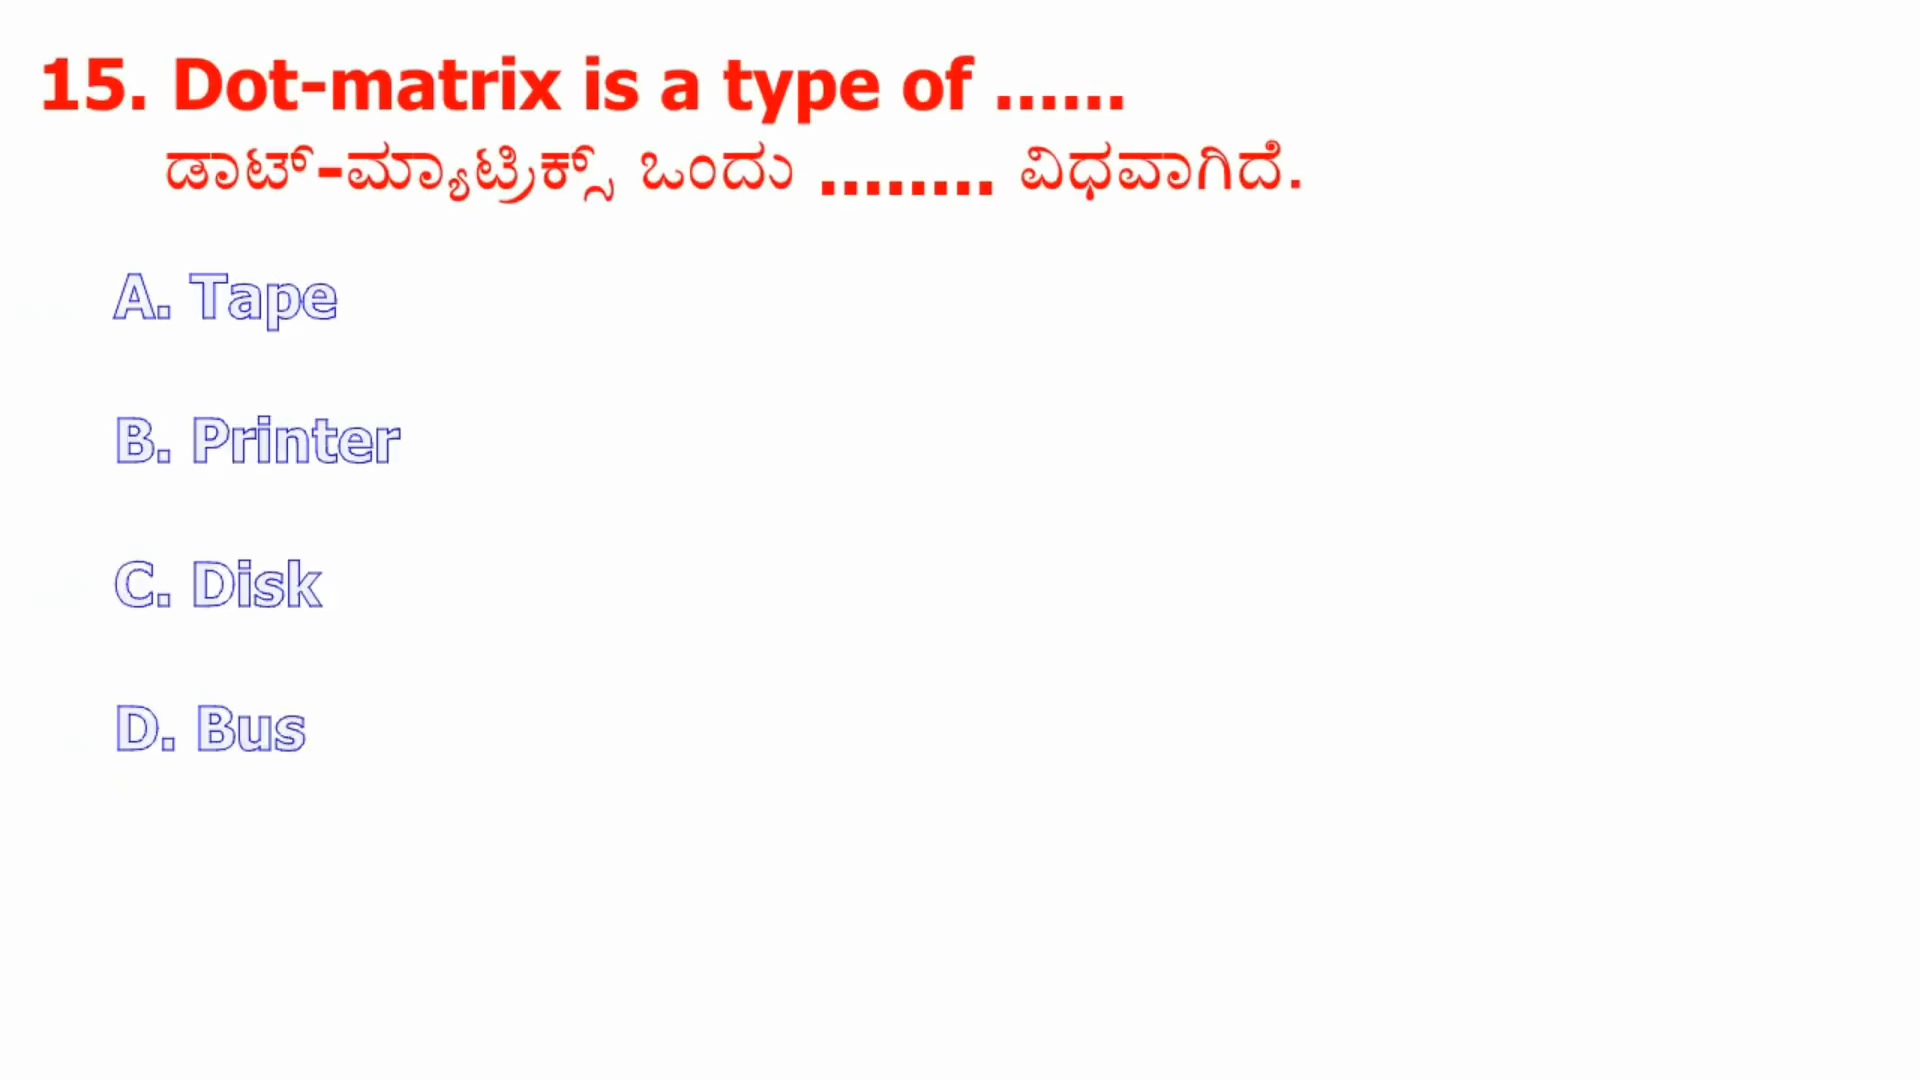 15. Dot-matrix is a type of ......
ಡಾಟ್-ಮ್ಯಾಟ್ರಿಕ್ಸ್ ಒಂದು ........ ವಿಧವಾಗಿದೆ.
A. Tape
B. Printer
C. Disk
D. Bus